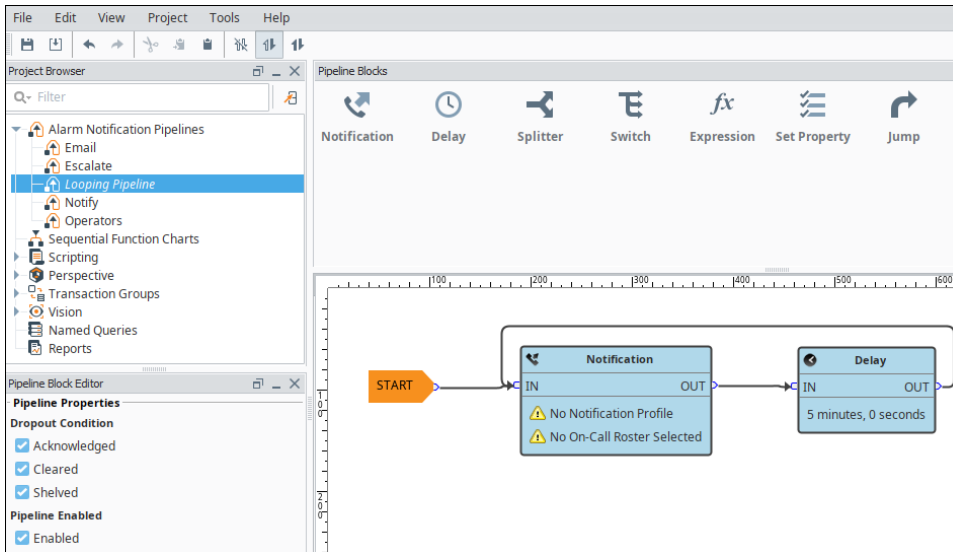 File Edit View Project Tools Help
Project Browser
Filter
Alarm Notification Pipelines
Email
Escalate
Looping Pipeline
Notify
Operators
Sequential Function Charts
Scripting
Perspective
Transaction Groups
Vision
Named Queries
Reports
Pipeline Block Editor
Pipeline Properties
Dropout Condition
Acknowledged
Cleared
Shelved
Pipeline Enabled
Enabled
Pipeline Blocks
Notification Delay Splitter Switch fx Expression Set Property Jump
100 200 300 400 500 600
100
200
START
Notification
IN OUT
No Notification Profile
No On-Call Roster Selected
Delay
IN OUT
5 minutes, 0 seconds